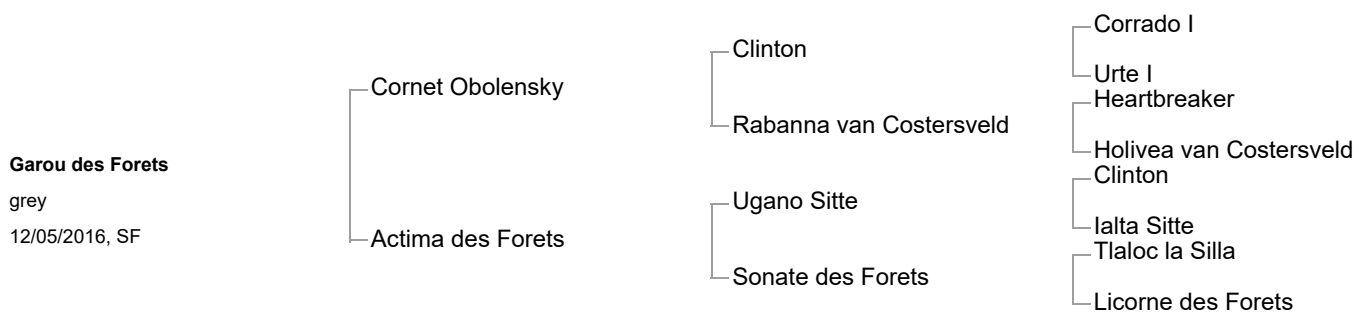 Garou des Forets
grey
12/05/2016, SF
Cornet Obolensky
Actima des Forets
Clinton
Rabanna van Costersveld
Ugano Sitte
Sonate des Forets
Corrado I
Urte I
Heartbreaker
Holivea van Costersveld
Clinton
Ialta Sitte
Tlaloc la Silla
Licorne des Forets